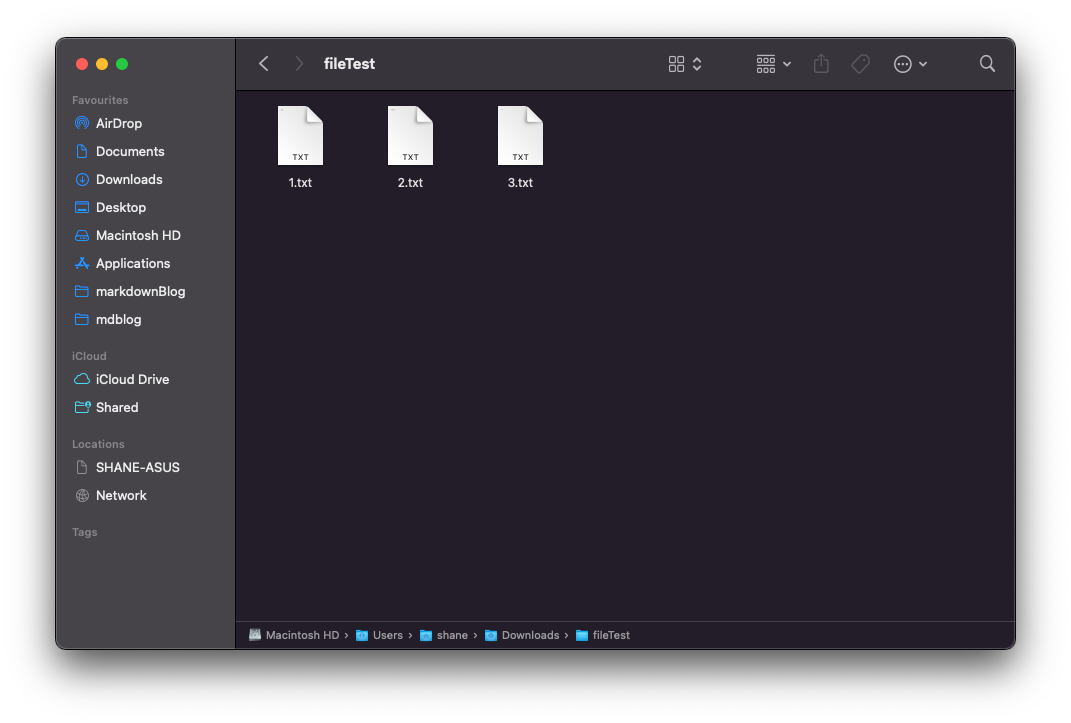 fileTest
Favourites
AirDrop
Documents
Downloads
Desktop
Macintosh HD
Applications
markdownBlog
mdblog
iCloud
iCloud Drive
Shared
Locations
SHANE-ASUS
Network
Tags
TXT TXT TXT
1.txt 2.txt 3.txt
Macintosh HD › Users › shane › Downloads › fileTest